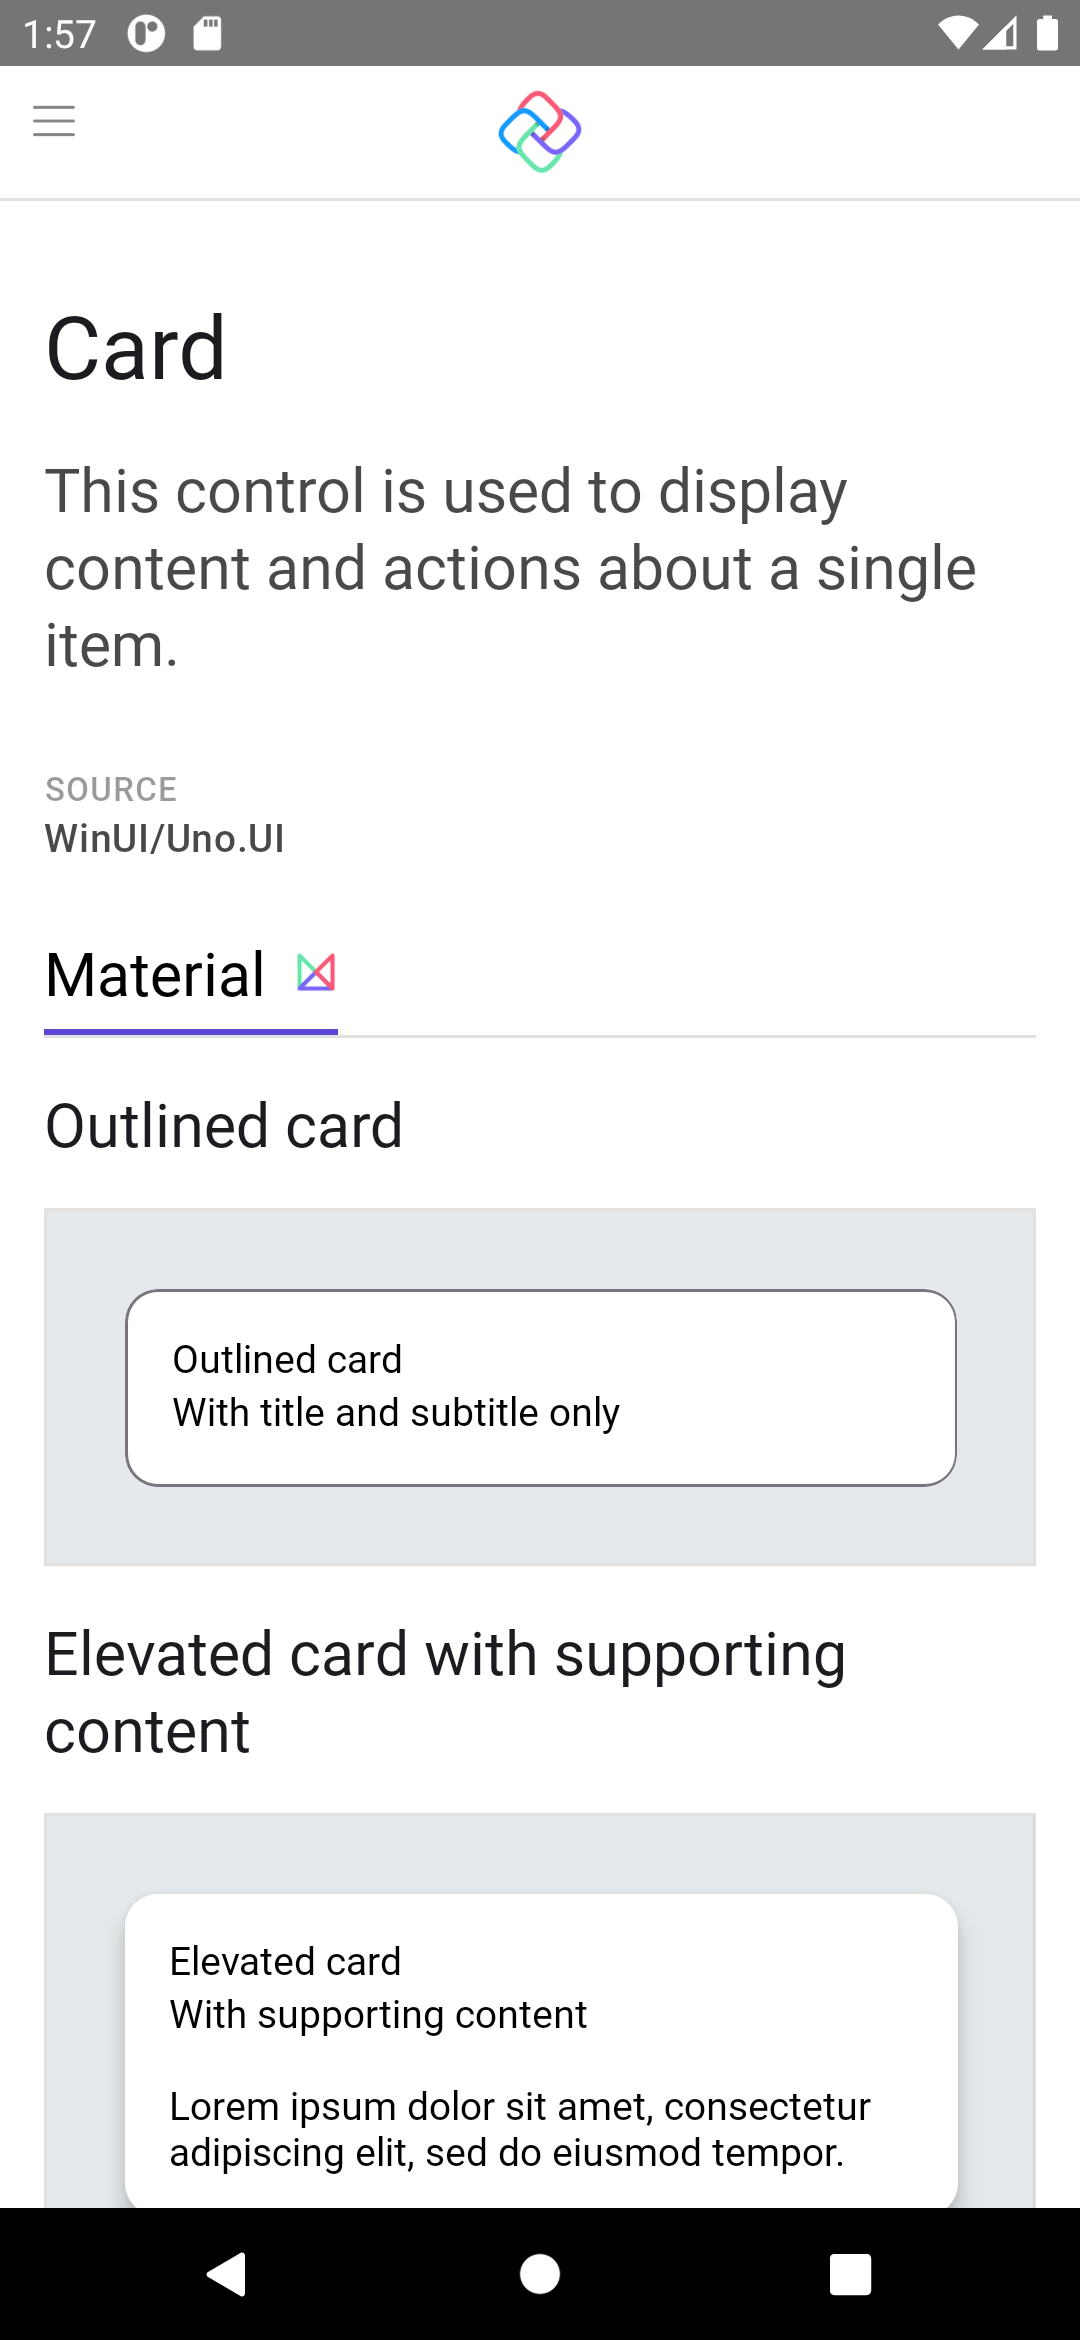 1:57
Card
This control is used to display
content and actions about a single
item.
SOURCE
WinUI/Uno.UI
Material
Outlined card
Outlined card
With title and subtitle only
Elevated card with supporting
content
Elevated card
With supporting content
Lorem ipsum dolor sit amet, consectetur
adipiscing elit, sed do eiusmod tempor.